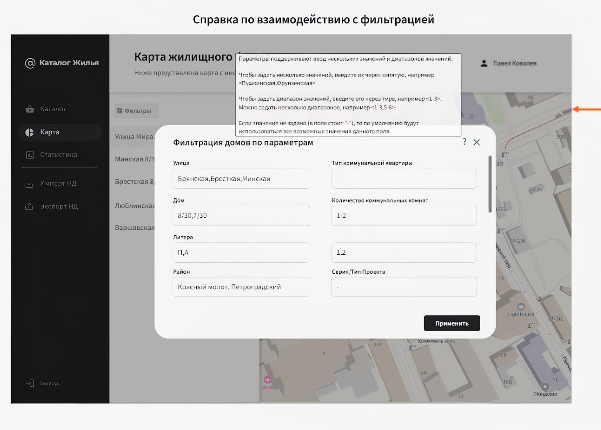 Справка по взаимодействию с фильтрацией
@ Каталог Жилья
Карта жилищного
Ниже представлена карта с
Павел Ковалев
Параметры поддерживают ввод нескольких значений и диапазонов значений.
Чтобы задать несколько значений, введите их через запятую, например
<Пушкинская,Фрунзенская>
Чтобы задать диапазон значений, введите его через тире, например <1-3>.
Можно задать несколько диапазонов, например <1-3,5-6>.
Если значение не задано (в поле стоит "-"), то по умолчанию будут
использоваться все возможные значения данного поля.
Каталог
Карта
Статистика
Импорт НД
Экспорт НД
Выход
Фильтры
Улица Мира
Минская 8/3
Брестская 8
Люблинска
Варшавская
Фильтрация домов по параметрам
? ×
Улица
Брянская,Бресткая,Минская
Тип коммунальной квартиры
Дом
8/30,7/30
Количество коммунальных комнат
1-2
Литера
П,А
1,2
Район
Красный молот, Петроградский
Серия/Тип Проекта
-
Применить